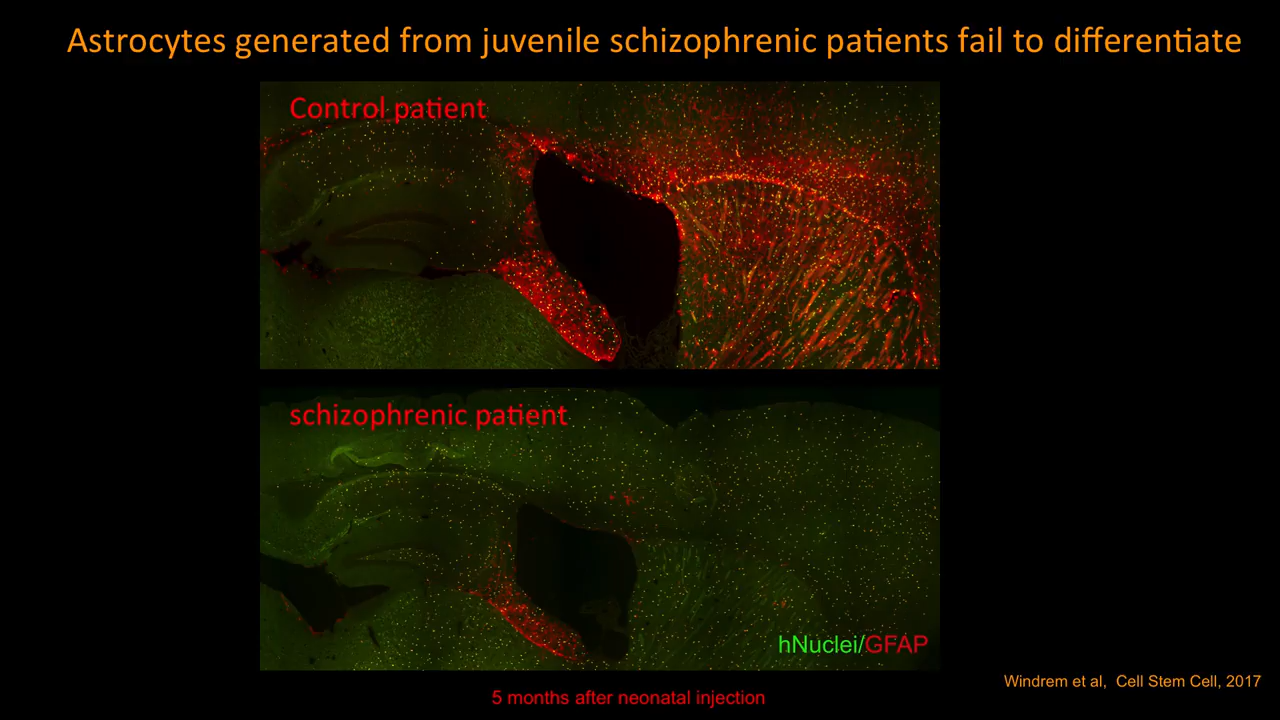 Astrocytes generated from juvenile schizophrenic patients fail to differentiate
Control patient
schizophrenic patient
hNuclei/GFAP
Windrem et al, Cell Stem Cell, 2017
5 months after neonatal injection